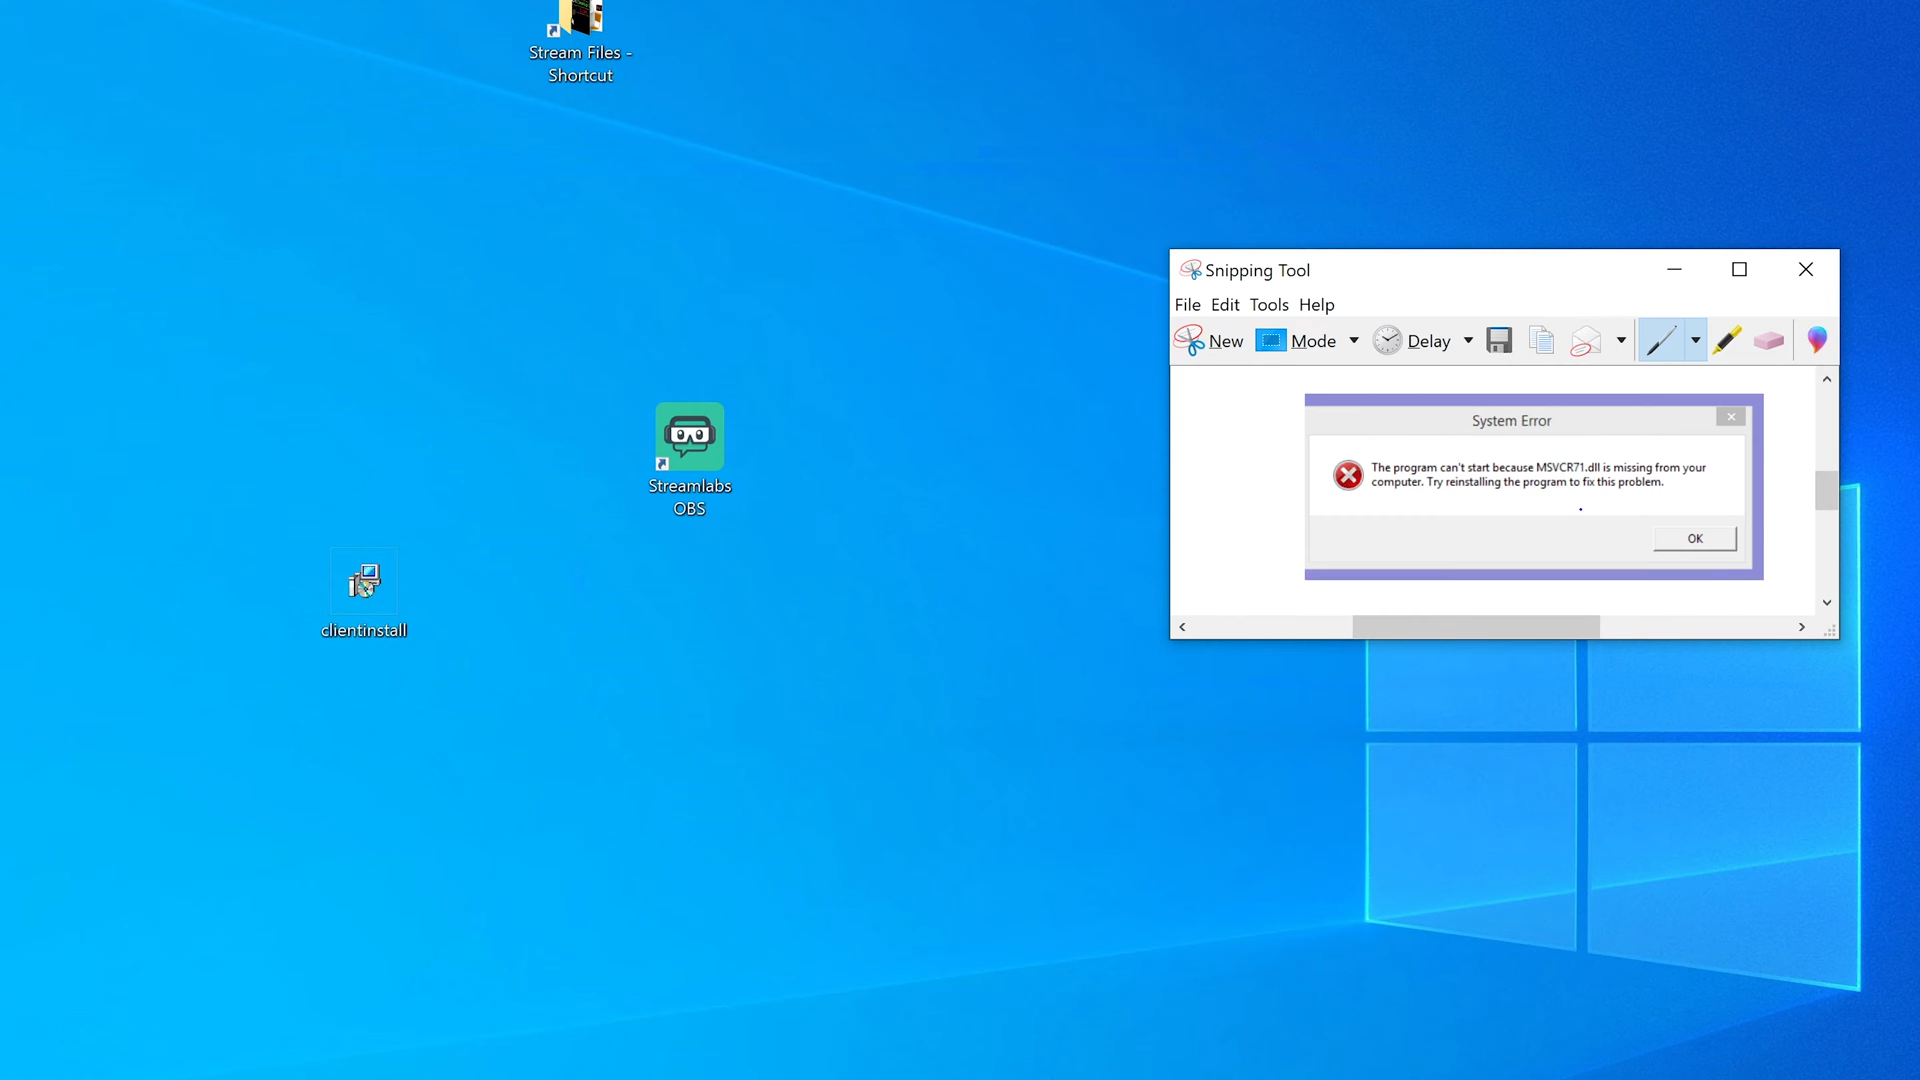 Stream Files -
Shortcut
Streamlabs
OBS
clientinstall
Snipping Tool
File Edit Tools Help
New Mode Delay
System Error
The program can't start because MSVCR71.dll is missing from your
computer. Try reinstalling the program to fix this problem.
OK